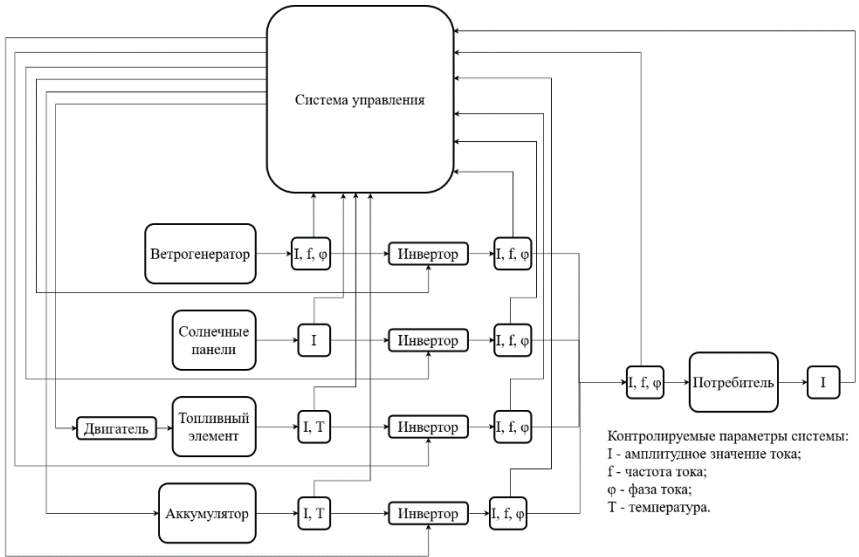 Система управления
Ветрогенератор
I, f, φ
Инвертор
I, f, φ
Солнечные
панели
I
Инвертор
I, f, φ
I, f, φ
Потребитель
I
Двигатель
Топливный
элемент
I, T
Инвертор
I, f, φ
Контролируемые параметры системы:
I - амплитудное значение тока;
f - частота тока;
φ - фаза тока;
T - температура.
Аккумулятор
I, T
Инвертор
I, f, φ